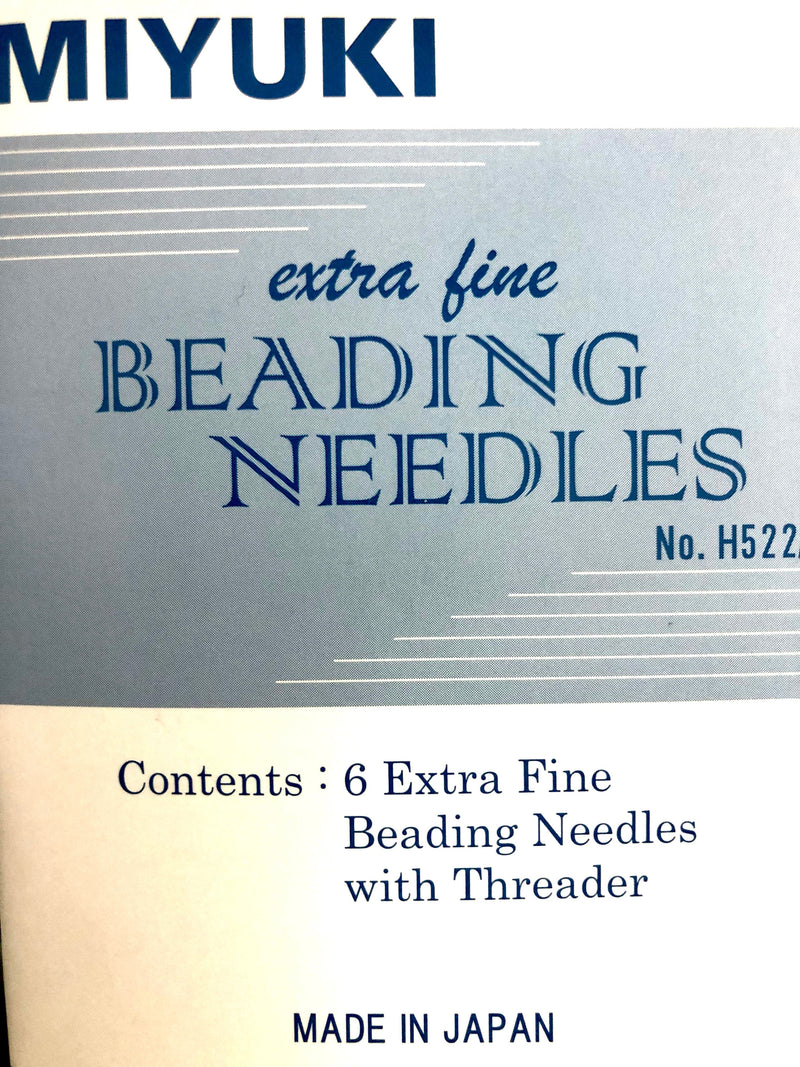 MIYUKI
extra fine
BEADING
NEEDLES
No. H522
Contents : 6 Extra Fine
Beading Needles
with Threader
MADE IN JAPAN